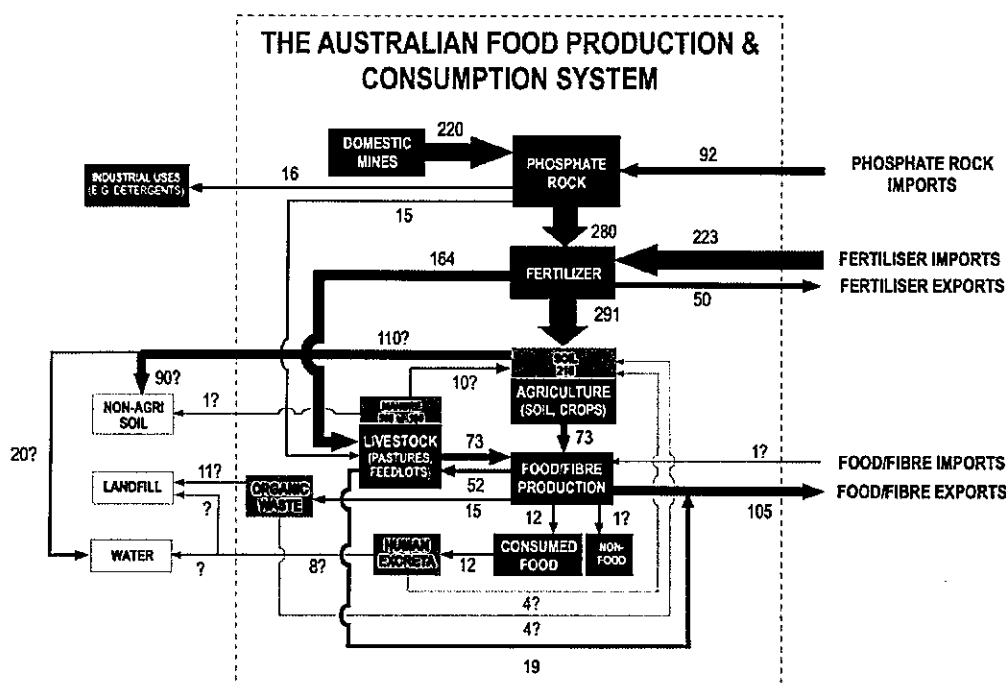 THE AUSTRALIAN FOOD PRODUCTION &
CONSUMPTION SYSTEM
220
DOMESTIC
MINES
PHOSPHATE
ROCK
92
PHOSPHATE ROCK
IMPORTS
INDUSTRIAL USES
(E.G. DETERGENTS)
16
15
280
223
FERTILISER IMPORTS
164
FERTILIZER
FERTILISER EXPORTS
50
291
110?
SOIL
90?
10?
AGRICULTURE
(SOIL, CROPS)
NON-AGRI
SOIL
1?
LIVESTOCK
(PASTURES,
FEEDLOTS)
73
73
20?
1?
FOOD/FIBRE IMPORTS
FOOD/FIBRE
PRODUCTION
FOOD/FIBRE EXPORTS
11?
LANDFILL
ORGANIC
WASTE
52
15
105
?
12
1?
HUMAN
EXCRETA
CONSUMED
FOOD
NON-
FOOD
WATER
?
8?
12
4?
4?
19